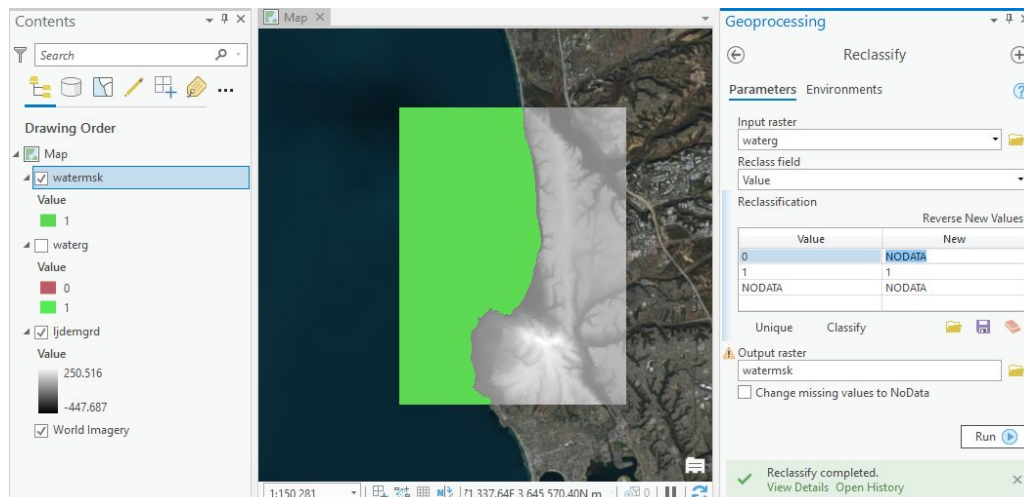 Contents
Search
Drawing Order
Map
watermsk
Value
1
waterg
Value
0
1
ljdemgrd
Value
250.516
-447.687
World Imagery
Map
1:150,281
71,337.64E 3,645,570.40N m
0
Geoprocessing
Reclassify
Parameters Environments
Input raster
waterg
Reclass field
Value
Reclassification
Reverse New Values
Value New
0 NODATA
1 1
NODATA NODATA
Unique Classify
Output raster
watermsk
Change missing values to NoData
Run
Reclassify completed.
View Details Open History